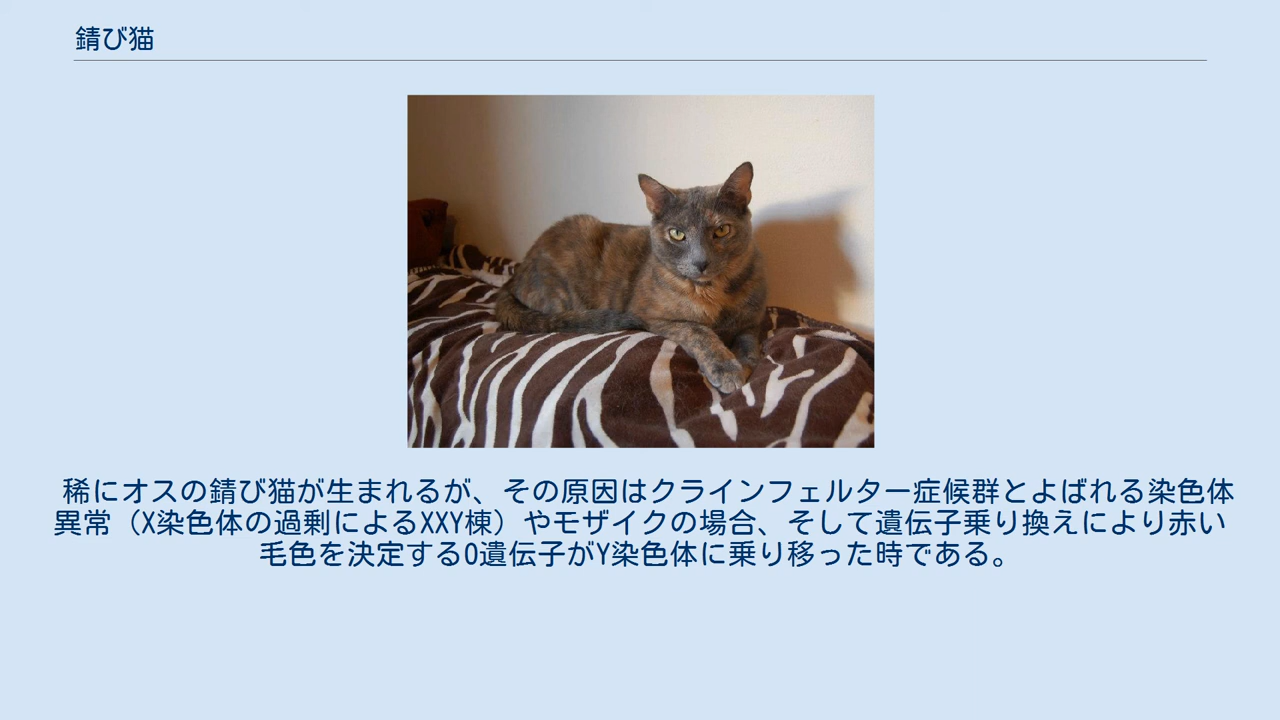 錆び猫
稀にオスの錆び猫が生まれるが、その原因はクラインフェルター症候群とよばれる染色体
異常（X染色体の過剰によるXXY棟）やモザイクの場合、そして遺伝子乗り換えにより赤い
毛色を決定するO遺伝子がY染色体に乗り移った時である。